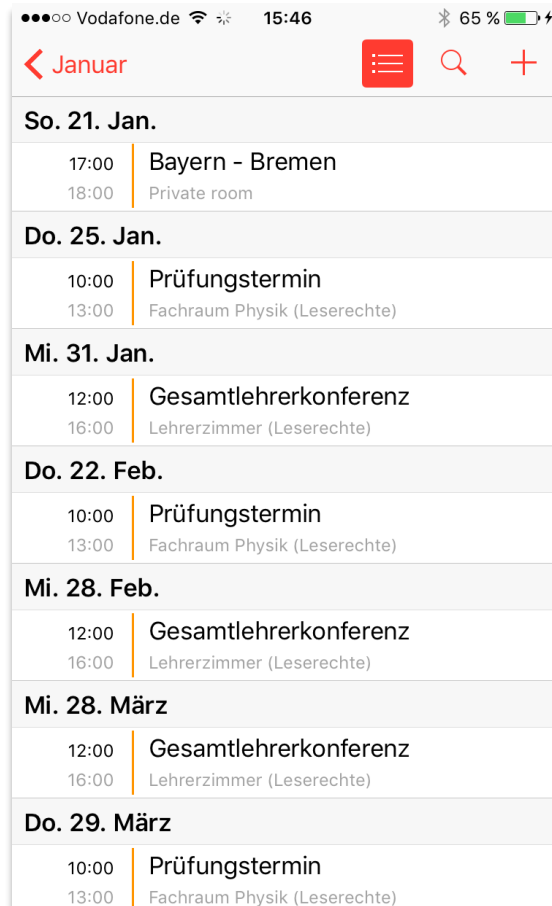 Vodafone.de 15:46 65 %
Januar
So. 21. Jan.
17:00 Bayern - Bremen
18:00 Private room
Do. 25. Jan.
10:00 Prüfungstermin
13:00 Fachraum Physik (Leserechte)
Mi. 31. Jan.
12:00 Gesamtlehrerkonferenz
16:00 Lehrerzimmer (Leserechte)
Do. 22. Feb.
10:00 Prüfungstermin
13:00 Fachraum Physik (Leserechte)
Mi. 28. Feb.
12:00 Gesamtlehrerkonferenz
16:00 Lehrerzimmer (Leserechte)
Mi. 28. März
12:00 Gesamtlehrerkonferenz
16:00 Lehrerzimmer (Leserechte)
Do. 29. März
10:00 Prüfungstermin
13:00 Fachraum Physik (Leserechte)